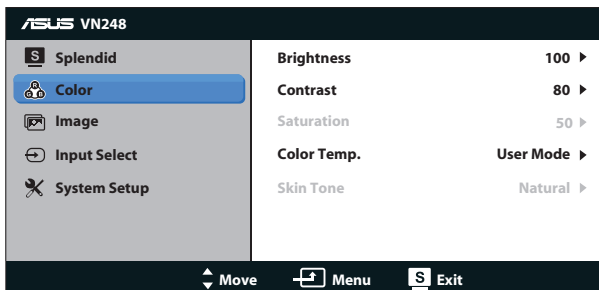 ASUS VN248
S Splendid
Color
Image
Input Select
System Setup
Brightness 100
Contrast 80
Saturation 50
Color Temp. User Mode
Skin Tone Natural
Move Menu S Exit